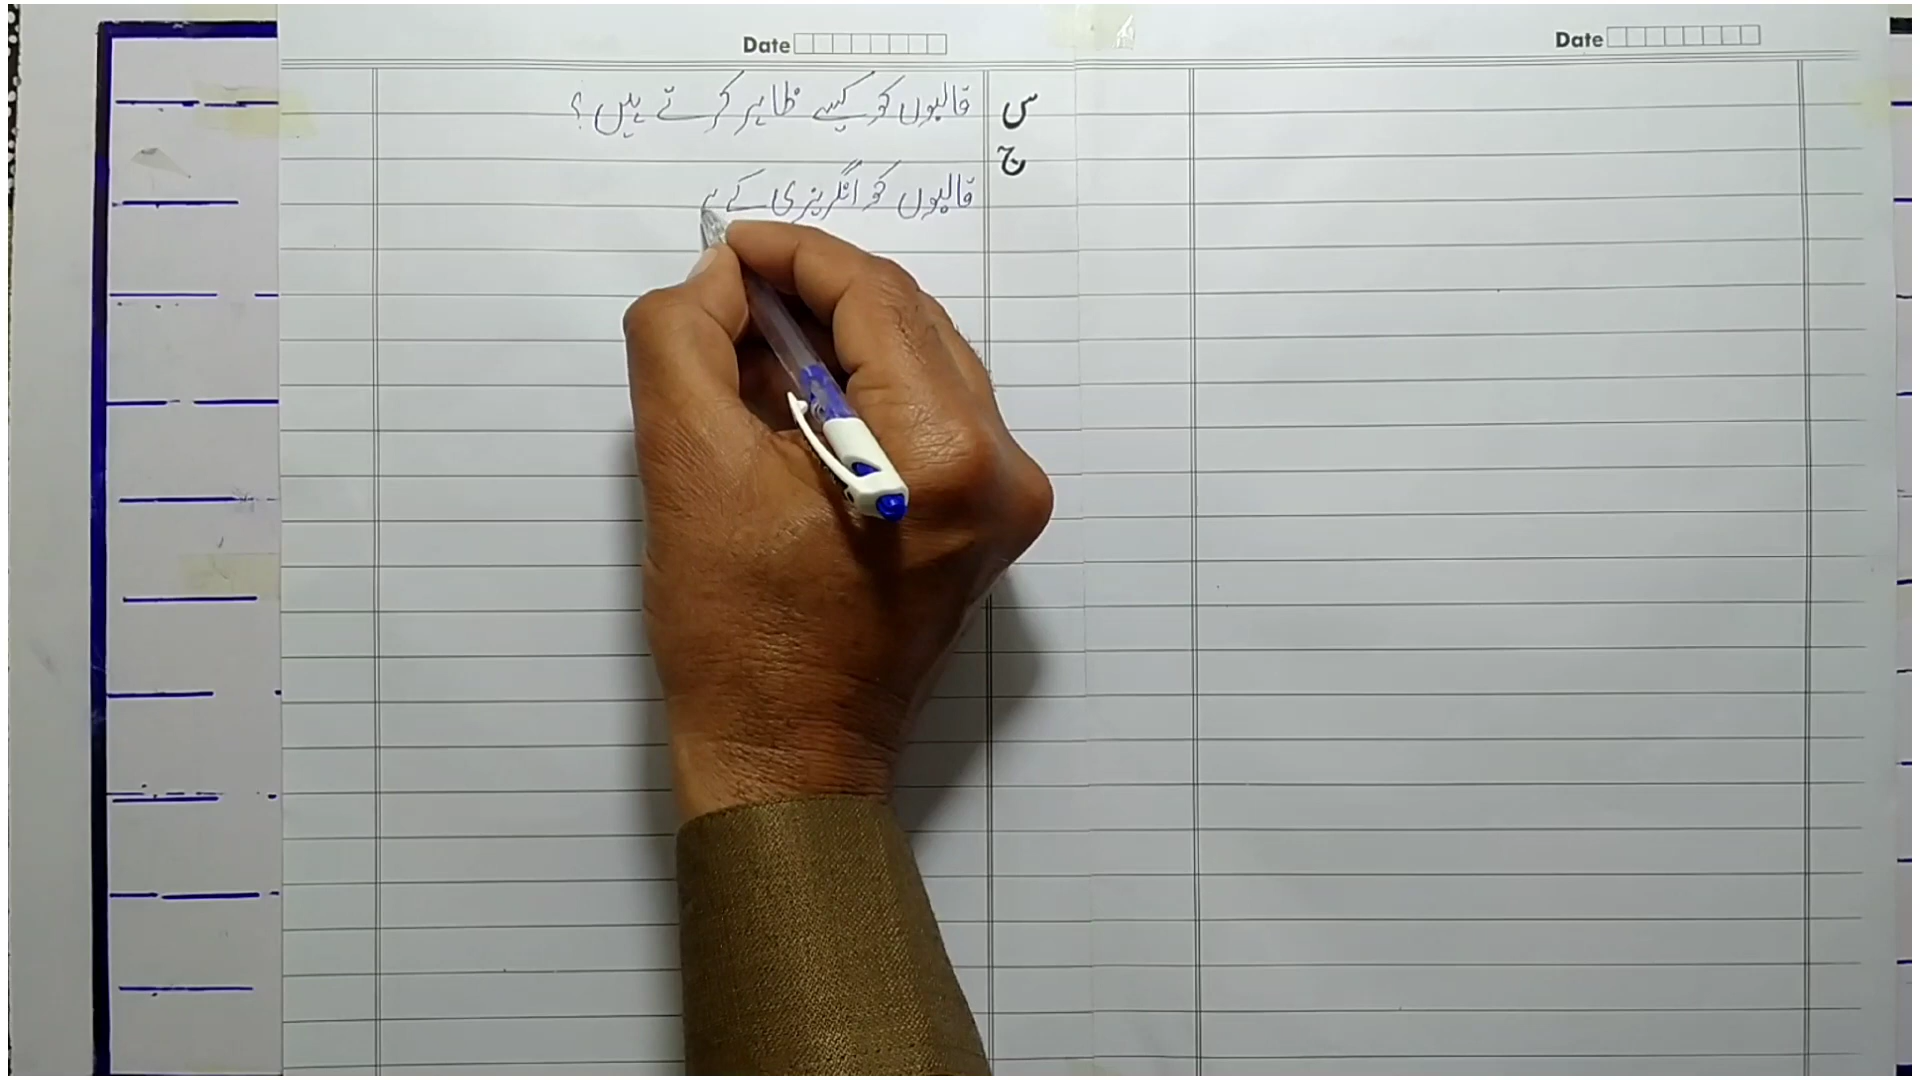 Date
Date
س قالبوں کو کیسے ظاہر کرتے ہیں ؟
ج
قالبوں کو انگریزی کے